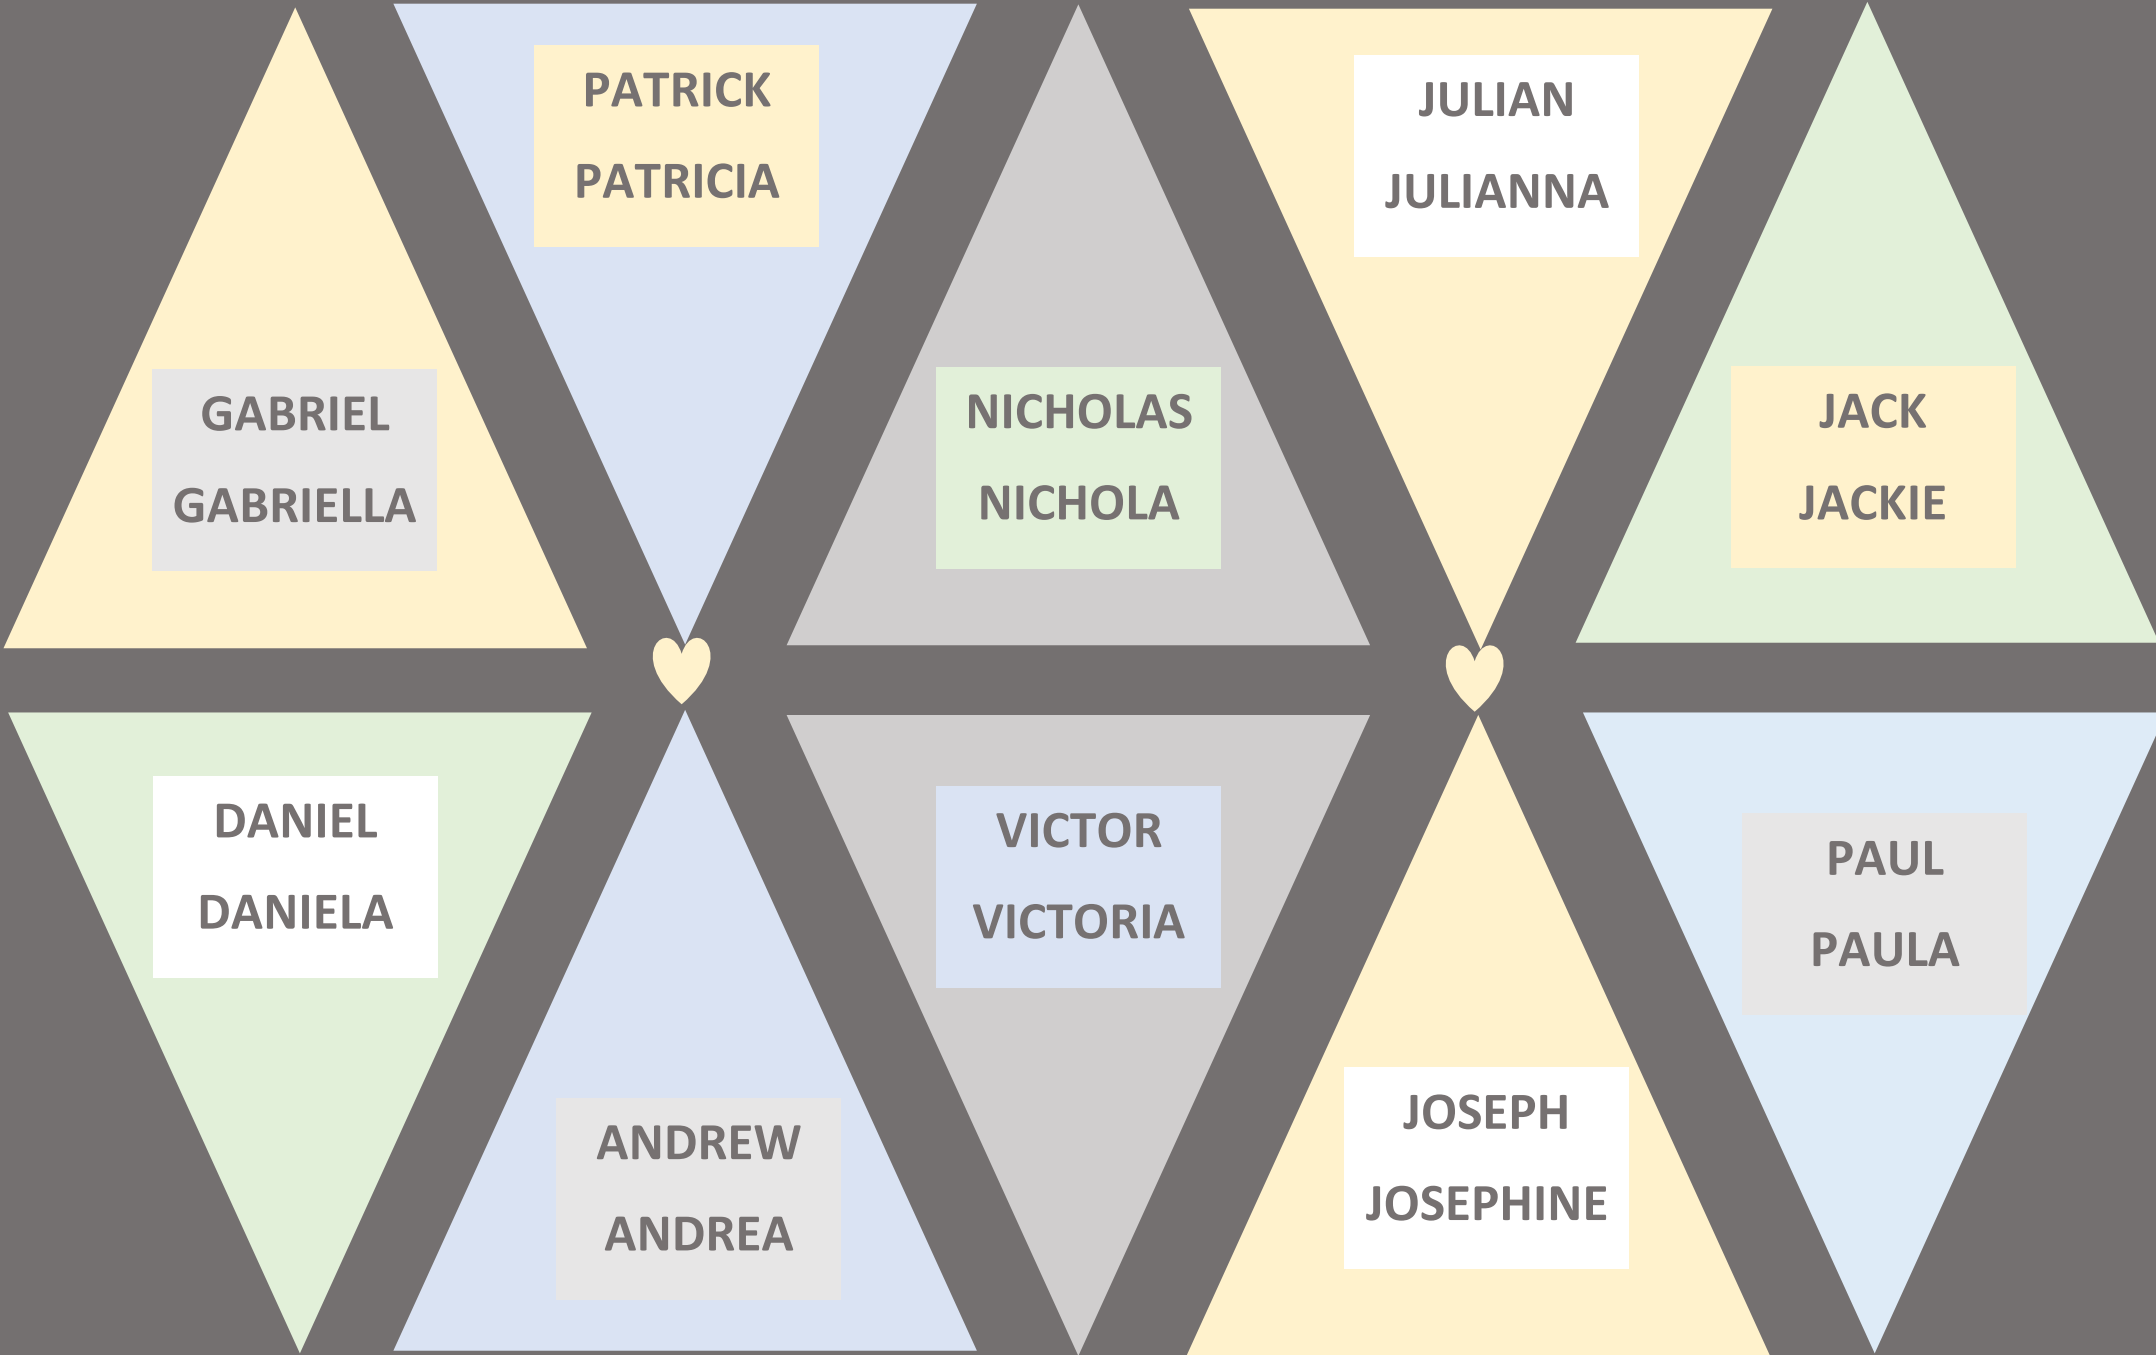 PATRICK
PATRICIA
JULIAN
JULIANNA
GABRIEL
GABRIELLA
NICHOLAS
NICHOLA
JACK
JACKIE
DANIEL
DANIELA
VICTOR
VICTORIA
PAUL
PAULA
ANDREW
ANDREA
JOSEPH
JOSEPHINE